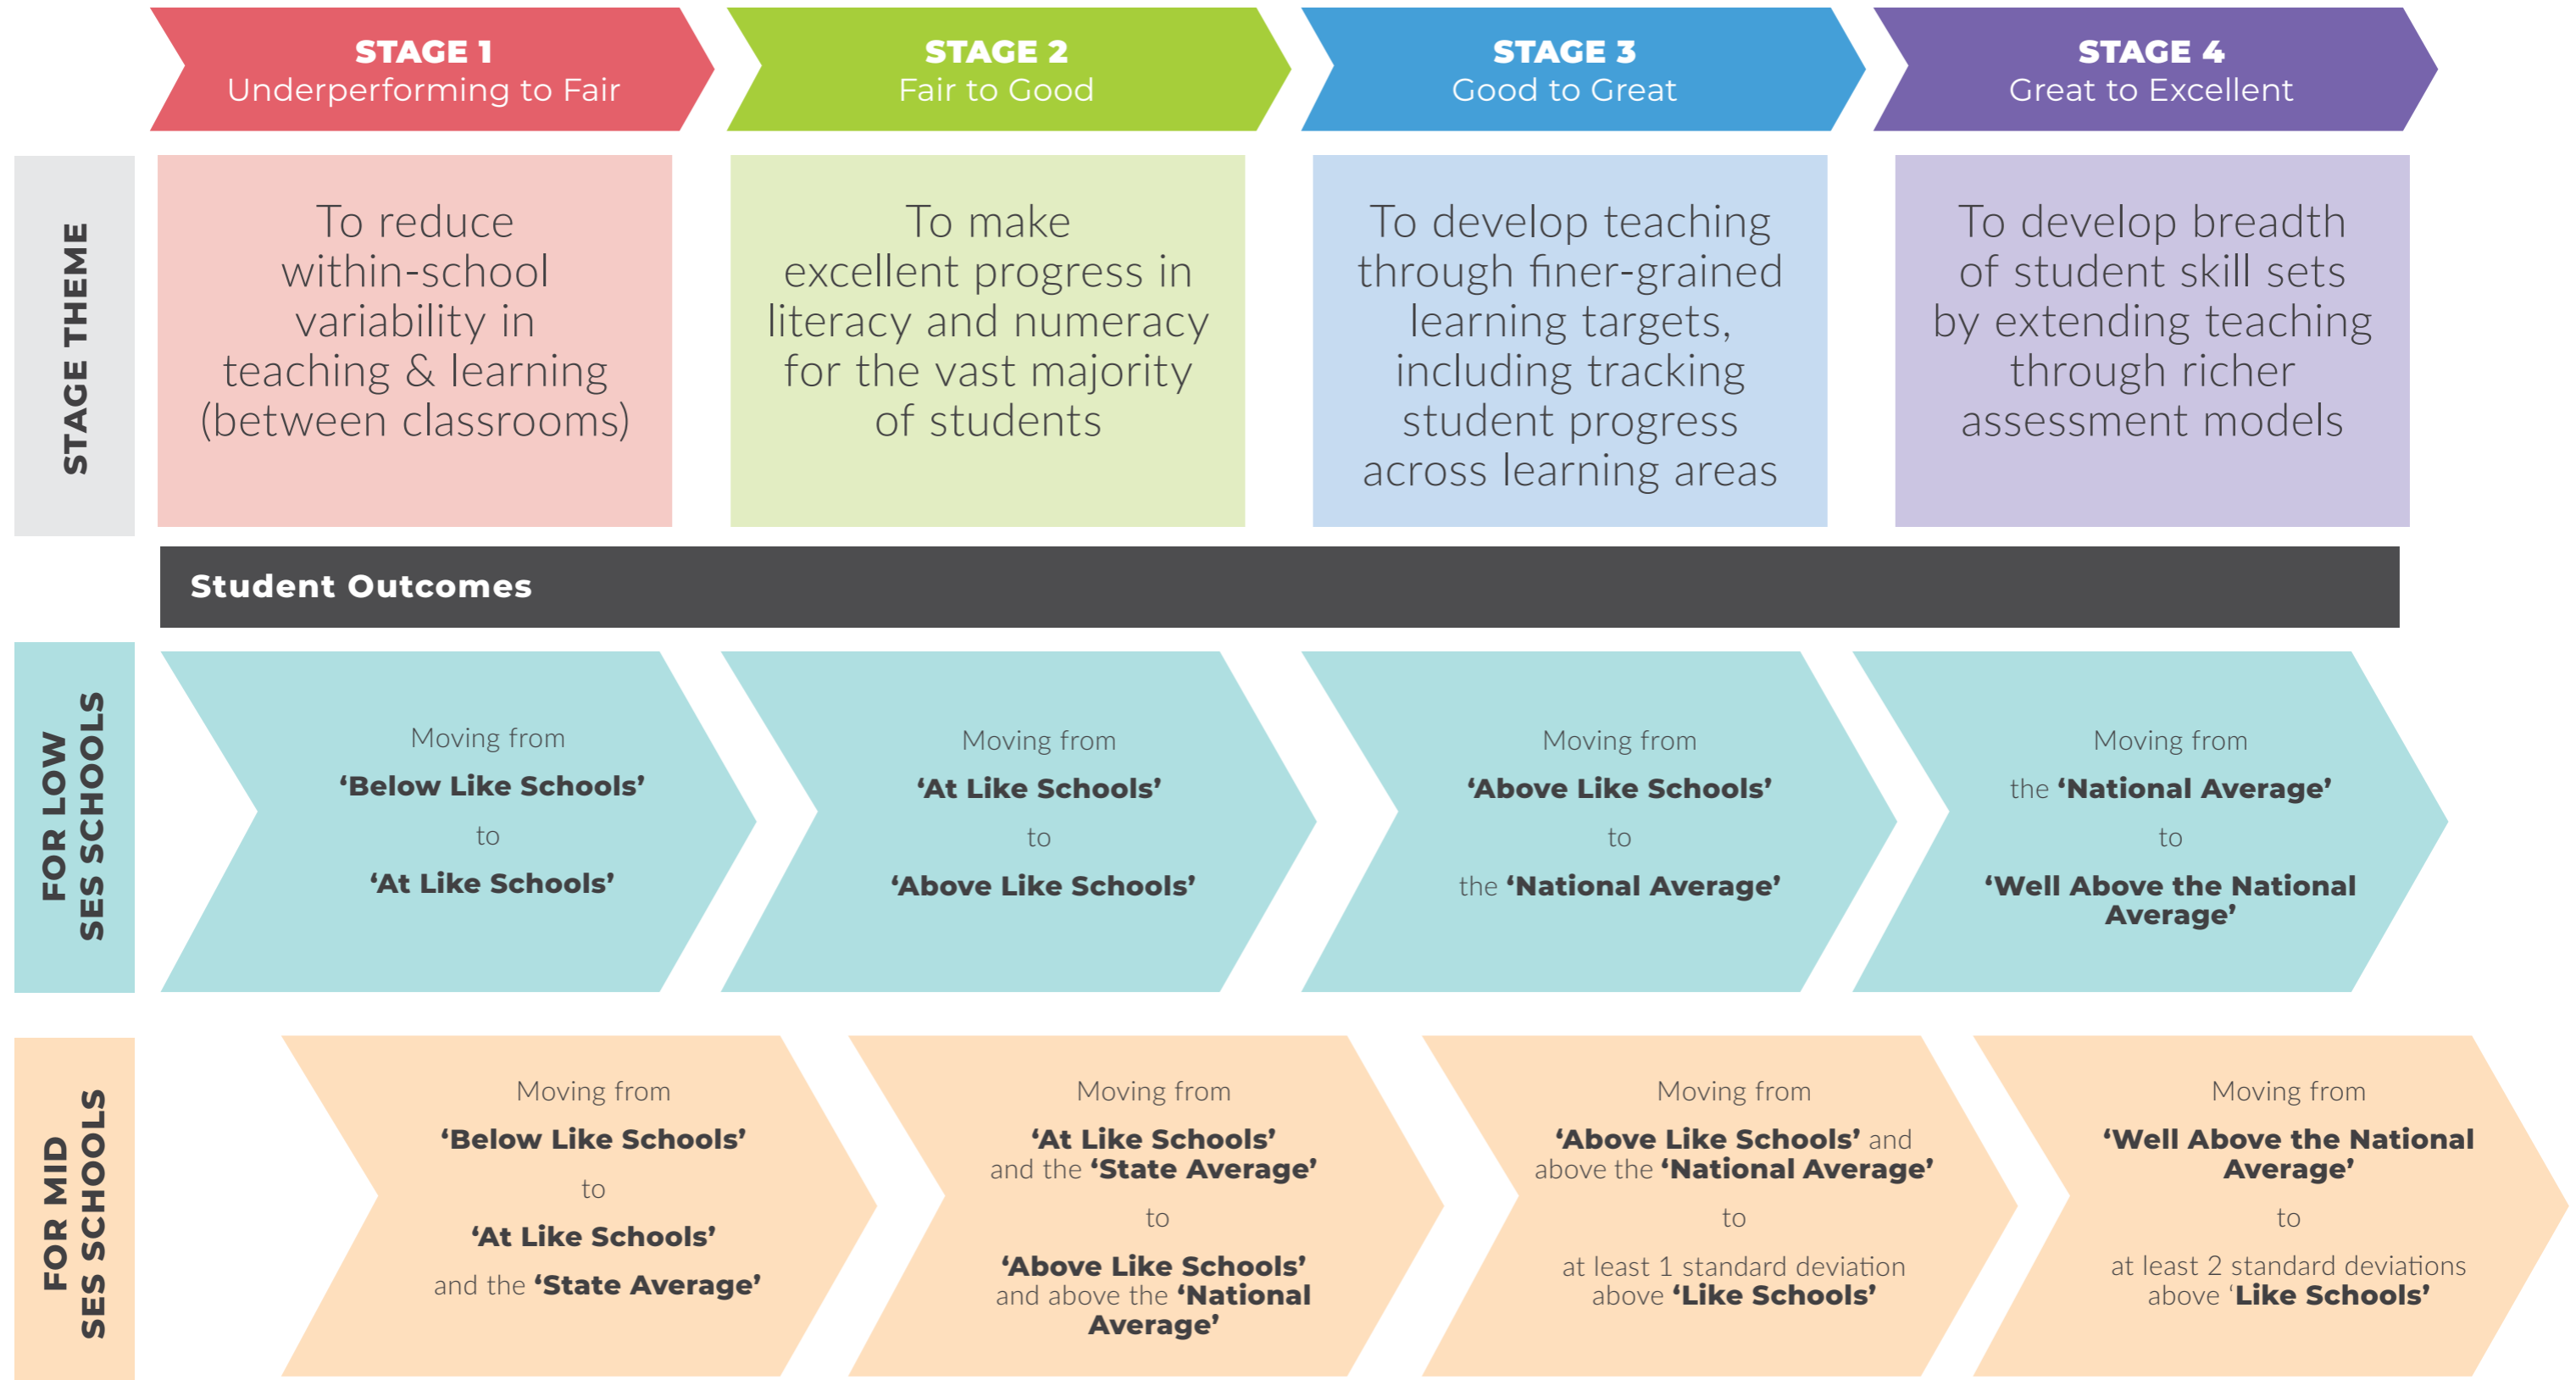 STAGE 1
Underperforming to Fair
STAGE 2
Fair to Good
STAGE 3
Good to Great
STAGE 4
Great to Excellent
STAGE THEME
To reduce
within-school
variability in
teaching & learning
(between classrooms)
To make
excellent progress in
literacy and numeracy
for the vast majority
of students
To develop teaching
through finer-grained
learning targets,
including tracking
student progress
across learning areas
To develop breadth
of student skill sets
by extending teaching
through richer
assessment models
Student Outcomes
FOR LOW
SES SCHOOLS
Moving from
‘Below Like Schools’
to
‘At Like Schools’
Moving from
‘At Like Schools’
to
‘Above Like Schools’
Moving from
‘Above Like Schools’
to
the ‘National Average’
Moving from
the ‘National Average’
to
‘Well Above the National
Average’
FOR MID
SES SCHOOLS
Moving from
‘Below Like Schools’
to
‘At Like Schools’
and the ‘State Average’
Moving from
‘At Like Schools’
and the ‘State Average’
to
‘Above Like Schools’
and above the ‘National
Average’
Moving from
‘Above Like Schools’ and
above the ‘National Average’
to
at least 1 standard deviation
above ‘Like Schools’
Moving from
‘Well Above the National
Average’
to
at least 2 standard deviations
above ‘Like Schools’